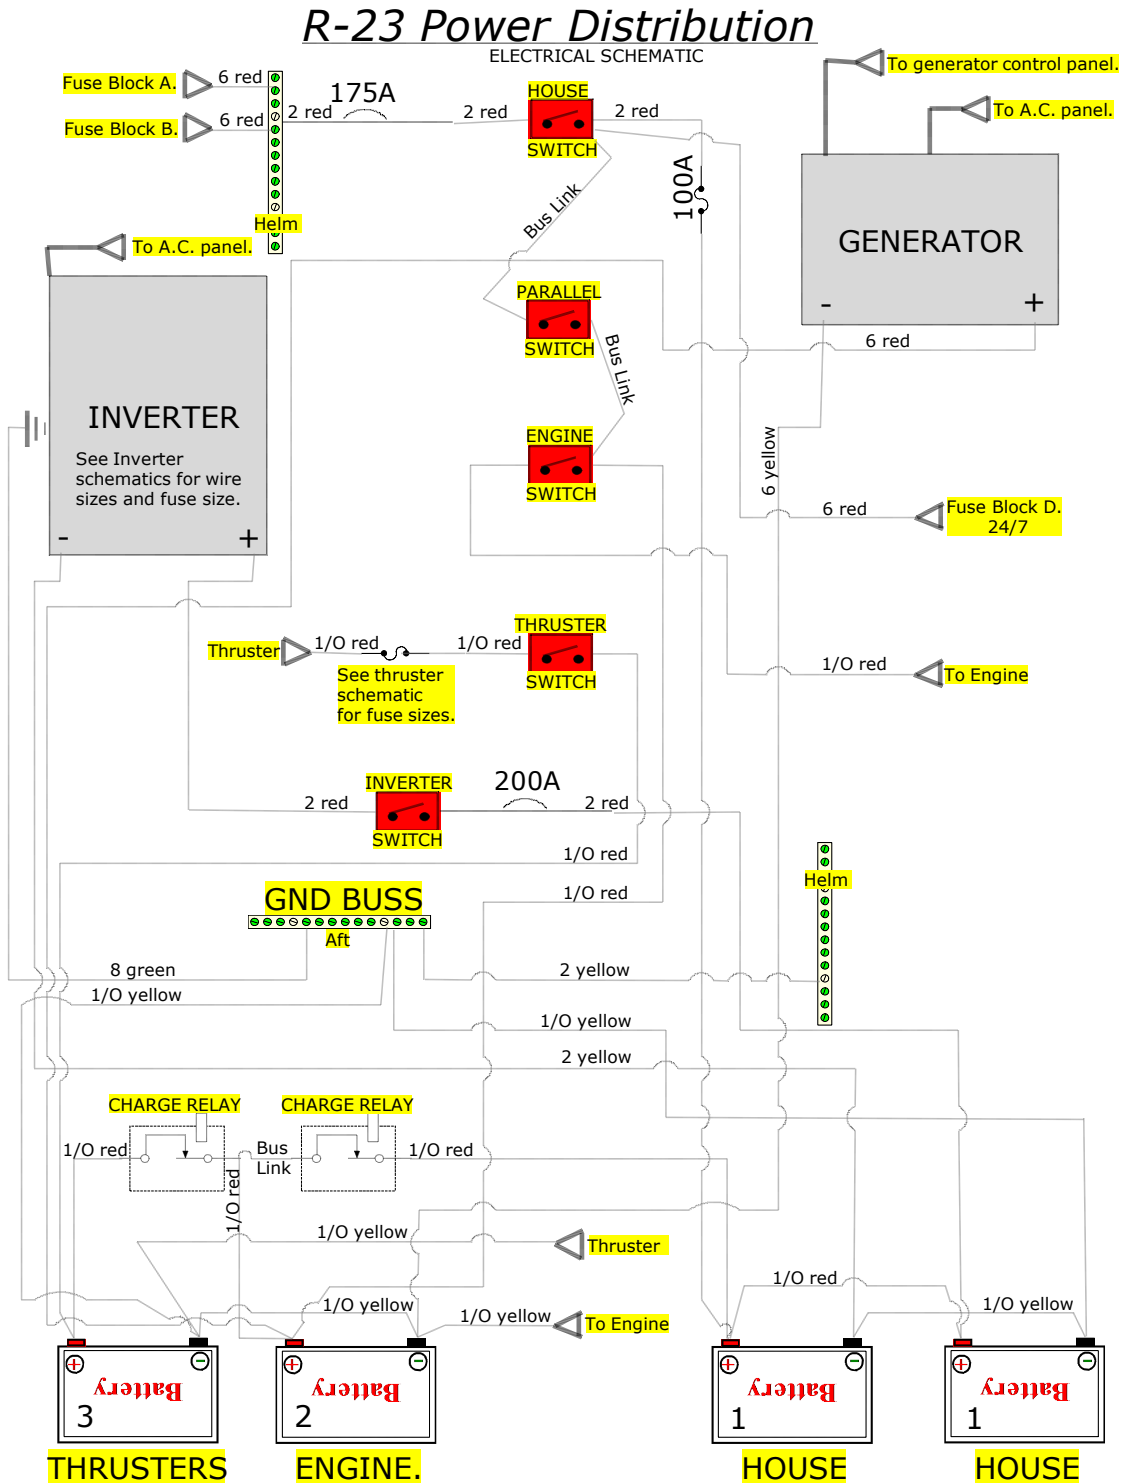 R-23 Power Distribution
ELECTRICAL SCHEMATIC
Fuse Block A.
6 red
Fuse Block B.
6 red
2 red
175A
2 red
HOUSE
SWITCH
2 red
To generator control panel.
To A.C. panel.
Helm
To A.C. panel.
Bus Link
100A
GENERATOR
-
+
6 red
PARALLEL
SWITCH
Bus Link
INVERTER
See Inverter
schematics for wire
sizes and fuse size.
-
+
ENGINE
SWITCH
6 yellow
6 red
Fuse Block D.
24/7
Thruster
1/O red
1/O red
THRUSTER
SWITCH
See thruster
schematic
for fuse sizes.
1/O red
To Engine
2 red
INVERTER
SWITCH
200A
2 red
1/O red
1/O red
Helm
GND BUSS
Aft
8 green
1/O yellow
2 yellow
1/O yellow
2 yellow
CHARGE RELAY
CHARGE RELAY
1/O red
Bus
Link
1/O red
1/O red
1/O yellow
Thruster
1/O yellow
1/O yellow
To Engine
1/O red
1/O yellow
+
-
Battery
3
THRUSTERS
+
-
Battery
2
ENGINE.
+
-
Battery
1
HOUSE
+
-
Battery
1
HOUSE